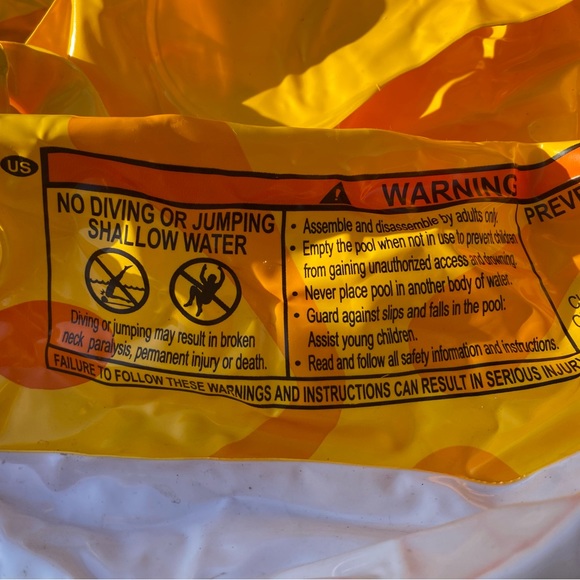 US
WARNING
NO DIVING OR JUMPING
SHALLOW WATER
Diving or jumping may result in broken
neck paralysis, permanent injury or death.
• Assemble and disassemble by adults only.
• Empty the pool when not in use to prevent children
from gaining unauthorized access and drowning.
• Never place pool in another body of water.
• Guard against slips and falls in the pool:
Assist young children.
• Read and follow all safety information and instructions.
PREVE
FAILURE TO FOLLOW THESE WARNINGS AND INSTRUCTIONS CAN RESULT IN SERIOUS INJUR